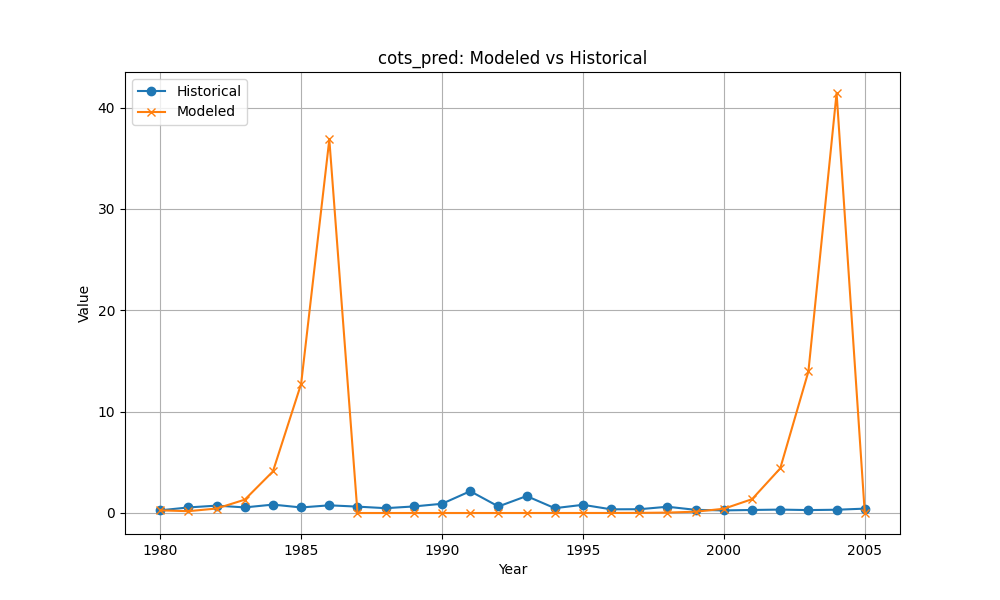 cots_pred: Modeled vs Historical
Historical
Modeled
Value
40
30
20
10
0
1980 1985 1990 1995 2000 2005
Year